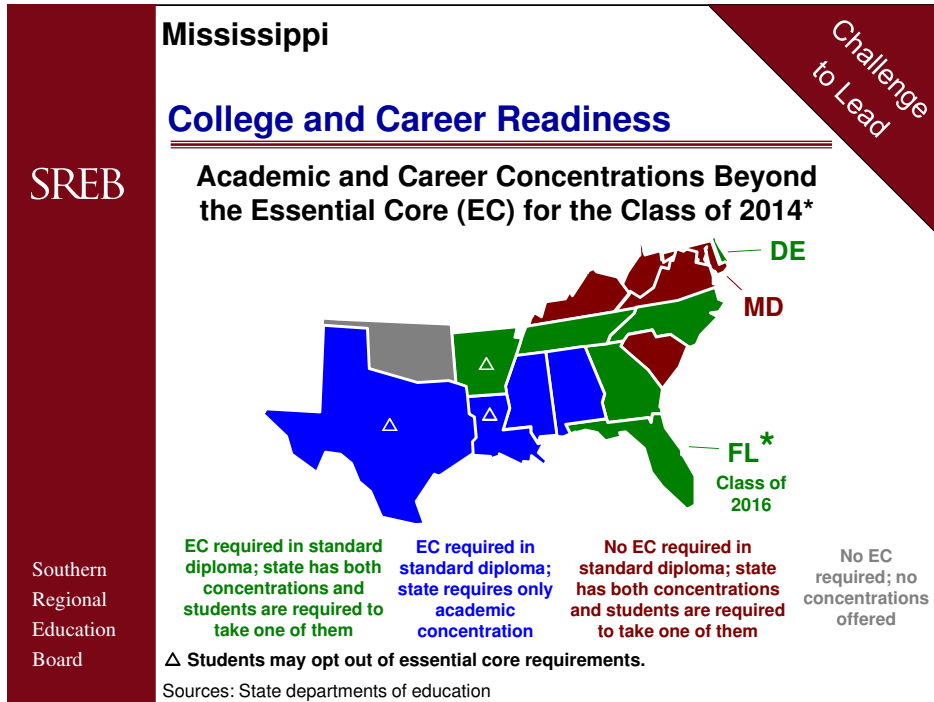 Mississippi
Challenge
to Lead
College and Career Readiness
SREB
Academic and Career Concentrations Beyond
the Essential Core (EC) for the Class of 2014*
DE
MD
FL*
Class of
2016
EC required in standard
diploma; state has both
concentrations and
students are required to
take one of them
EC required in
standard diploma;
state requires only
academic
concentration
No EC required in
standard diploma; state
has both concentrations
and students are required
to take one of them
No EC
required; no
concentrations
offered
△ Students may opt out of essential core requirements.
Sources: State departments of education
Southern
Regional
Education
Board